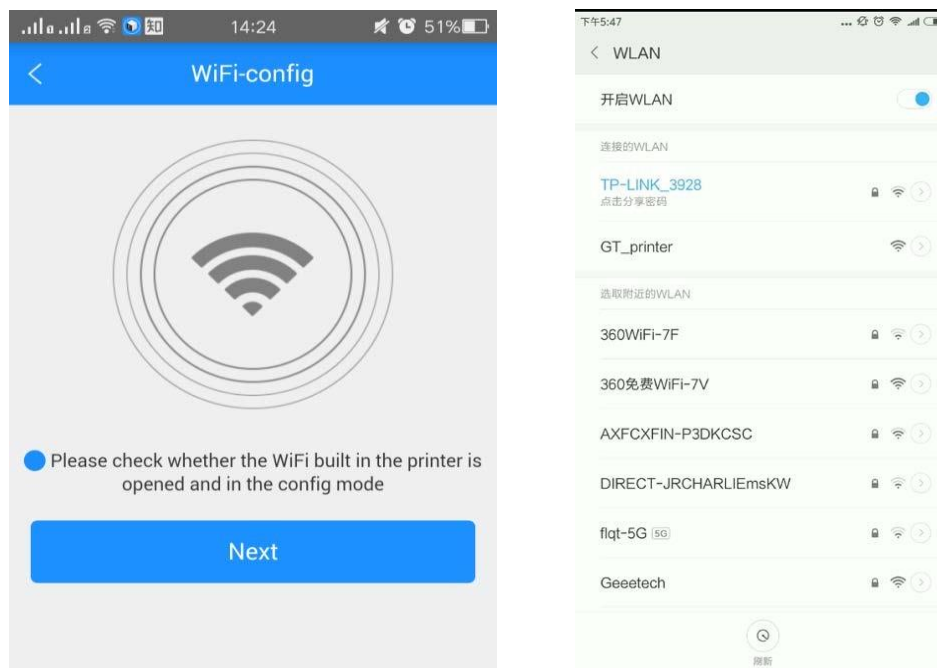 14:24
知
51%
WiFi-config
Please check whether the WiFi built in the printer is
opened and in the config mode
Next
下午5:47
WLAN
开启WLAN
连接的WLAN
TP-LINK_3928
点击分享密码
GT_printer
选取附近的WLAN
360WiFi-7F
360免费WiFi-7V
AXFCXFIN-P3DKCSC
DIRECT-JRCHARLIEmsKW
flqt-5G 5G
Geeetech
刷新